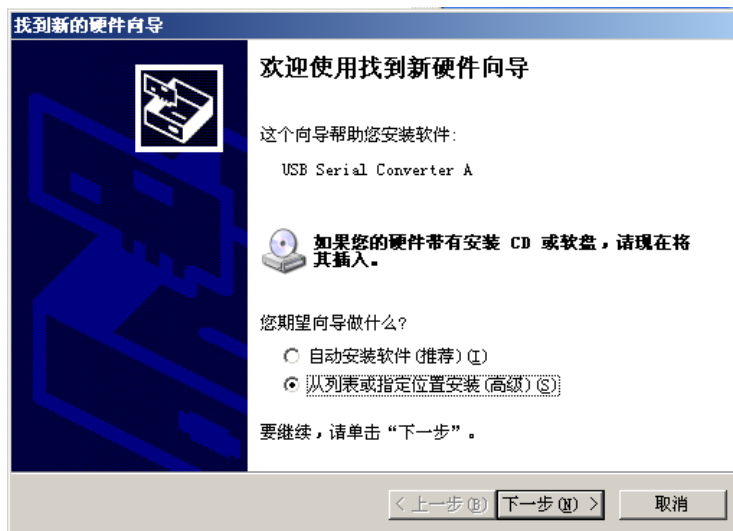 找到新的硬件向导
欢迎使用找到新硬件向导
这个向导帮助您安装软件:
USB Serial Converter A
如果您的硬件带有安装 CD 或软盘，请现在将
其插入。
您期望向导做什么?
自动安装软件(推荐)(I)
从列表或指定位置安装(高级)(S)
要继续，请单击“下一步”。
< 上一步(B) 下一步(N) > 取消